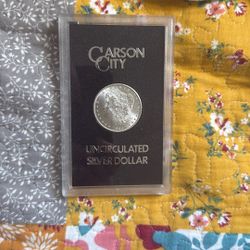 CARSON
CITY
UNCIRCULATED
SILVER DOLLAR